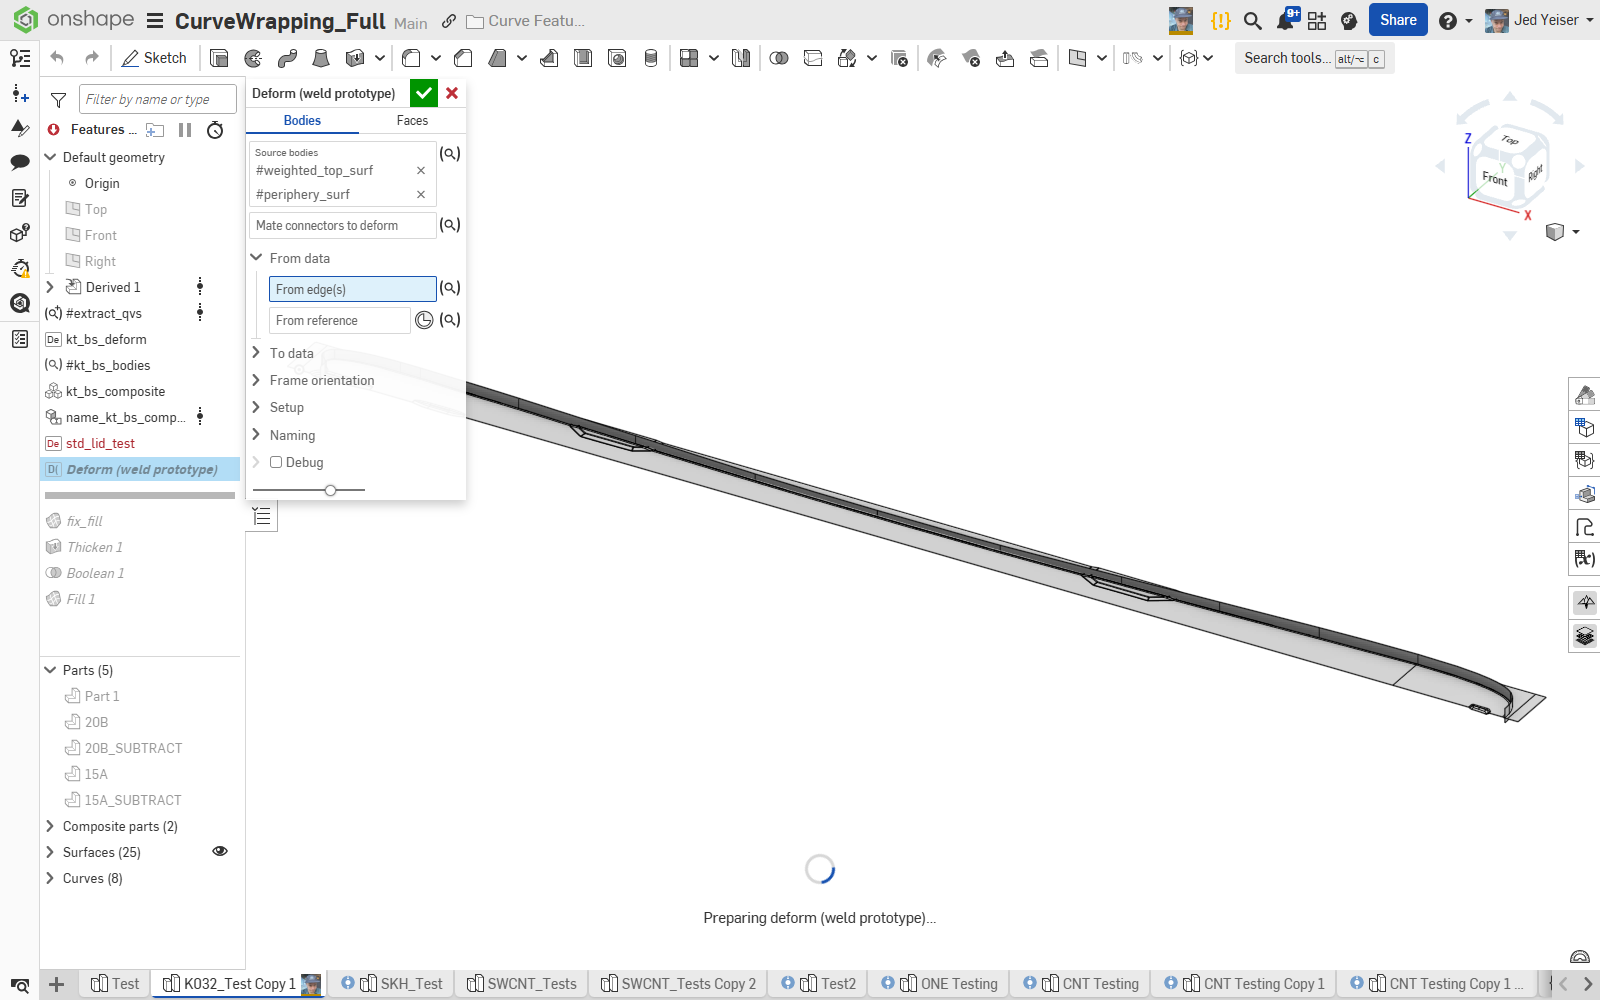 onshape CurveWrapping_Full Main Curve Featu... 9+ Share Jed Yeiser
Sketch Search tools... alt/⌥ c
Filter by name or type
Features ...
Default geometry
Origin
Top
Front
Right
Derived 1
#extract_qvs
kt_bs_deform
#kt_bs_bodies
kt_bs_composite
name_kt_bs_comp...
std_lid_test
Deform (weld prototype)
fix_fill
Thicken 1
Boolean 1
Fill 1
Parts (5)
Part 1
20B
20B_SUBTRACT
15A
15A_SUBTRACT
Composite parts (2)
Surfaces (25)
Curves (8)
Deform (weld prototype)
Bodies Faces
Source bodies
#weighted_top_surf
#periphery_surf
Mate connectors to deform
From data
From edge(s)
From reference
To data
Frame orientation
Setup
Naming
Debug
Z
Top
Y
Front Right
X
Preparing deform (weld prototype)...
Test K032_Test Copy 1 SKH_Test SWCNT_Tests SWCNT_Tests Copy 2 Test2 ONE Testing CNT Testing CNT Testing Copy 1 CNT Testing Copy 1 ...